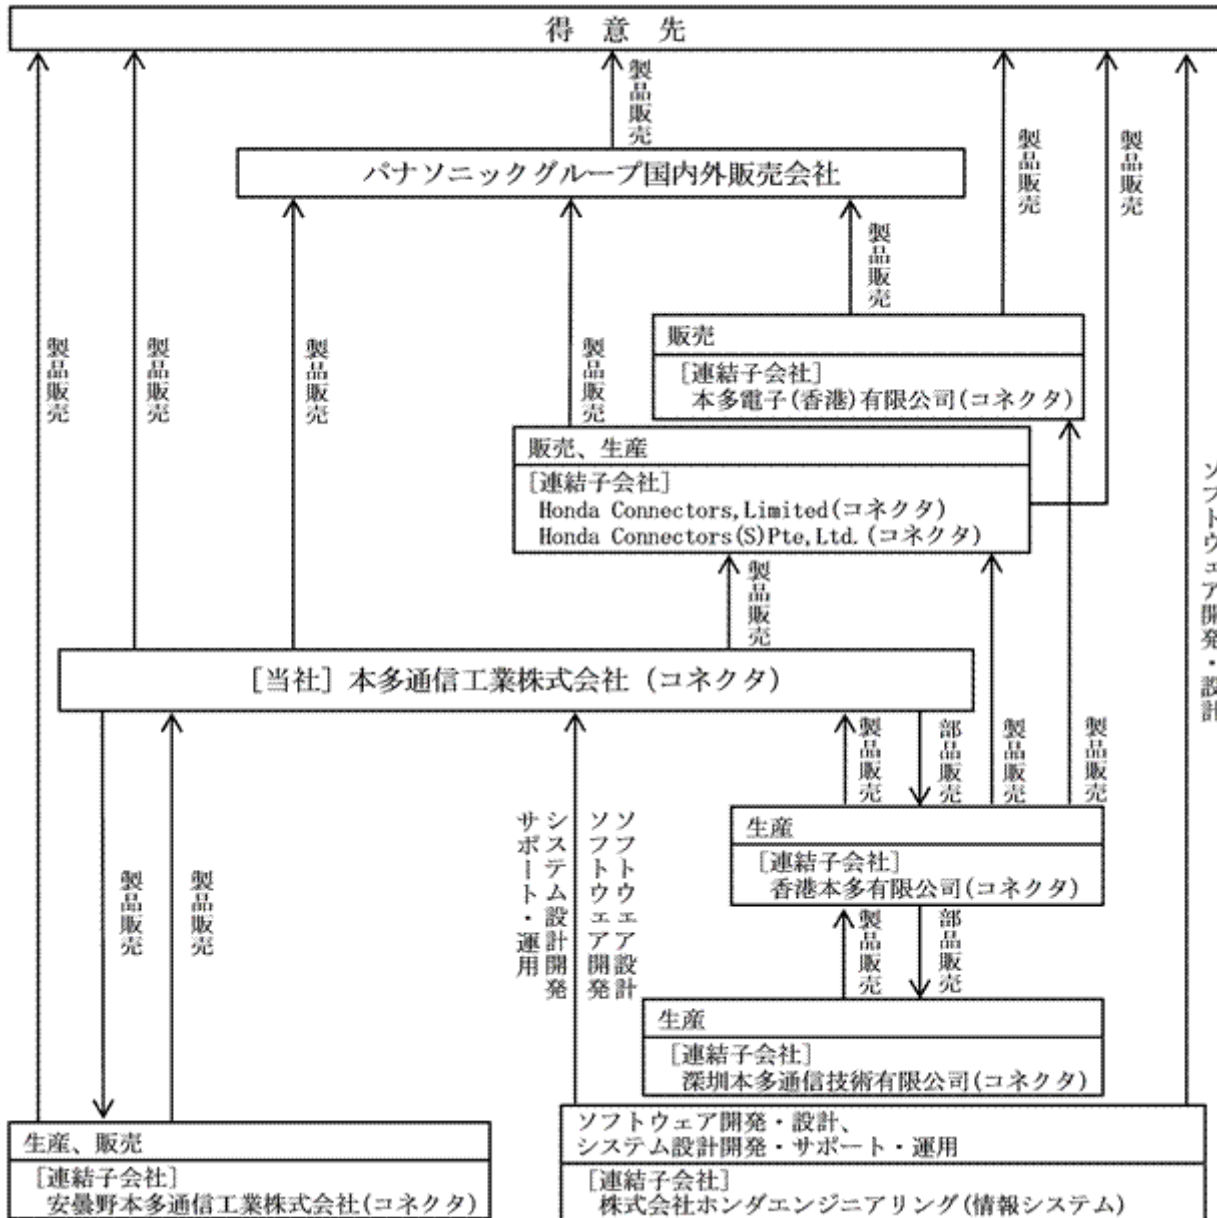 得意先
製品販売
パナソニックグループ国内外販売会社
製品販売
製品販売
製品販売
販売
[連結子会社]
本多電子(香港)有限公司(コネクタ)
製品販売
製品販売
製品販売
製品販売
販売、生産
[連結子会社]
Honda Connectors,Limited(コネクタ)
Honda Connectors(S)Pte,Ltd.(コネクタ)
ソフトウェア開発・設計
製品販売
[当社] 本多通信工業株式会社 (コネクタ)
製品販売
部品販売
製品販売
製品販売
ソフトウエア設計
ソフトウエア開発
システム設計開発
サポート・運用
生産
[連結子会社]
香港本多有限公司(コネクタ)
製品販売
製品販売
製品販売
部品販売
生産
[連結子会社]
深圳本多通信技術有限公司(コネクタ)
生産、販売
[連結子会社]
安曇野本多通信工業株式会社(コネクタ)
ソフトウェア開発・設計、
システム設計開発・サポート・運用
[連結子会社]
株式会社ホンダエンジニアリング(情報システム)